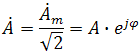 Ȧ = Ȧₘ/√2 = A · e^{jφ}